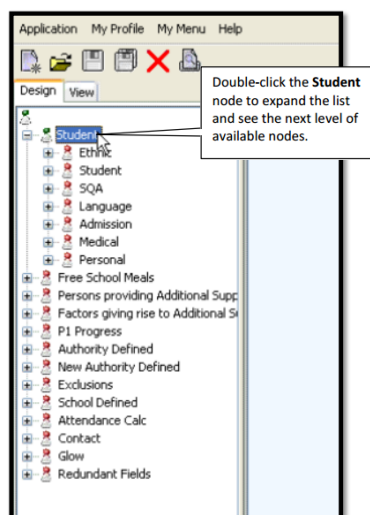 Application My Profile My Menu Help
Design View
Double-click the Student
node to expand the list
and see the next level of
available nodes.
Student
Ethnic
Student
SQA
Language
Admission
Medical
Personal
Free School Meals
Persons providing Additional Supp
Factors giving rise to Additional S
P1 Progress
Authority Defined
New Authority Defined
Exclusions
School Defined
Attendance Calc
Contact
Glow
Redundant Fields